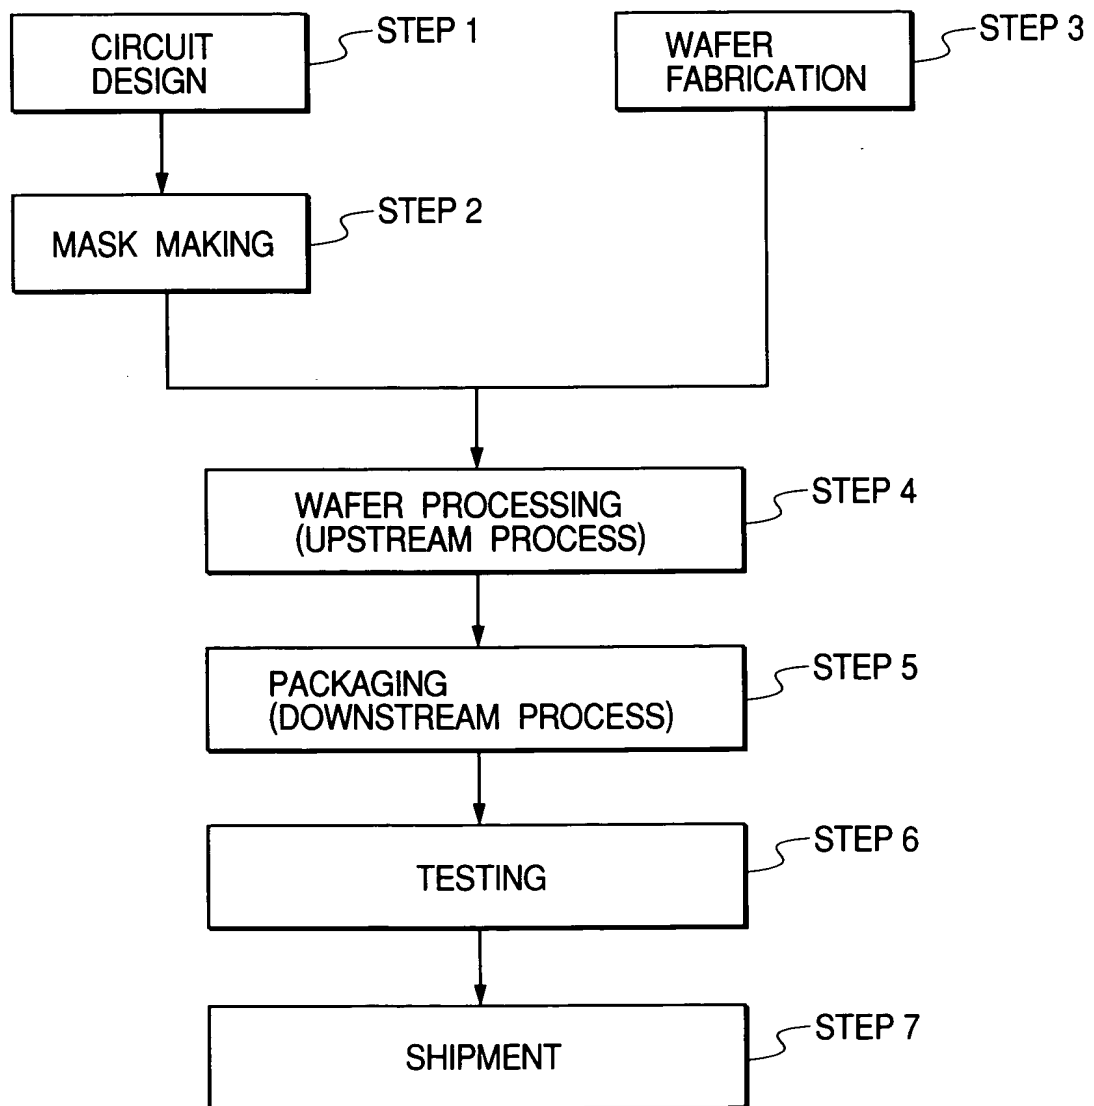 CIRCUIT
DESIGN
STEP 1
WAFER
FABRICATION
STEP 3
MASK MAKING
STEP 2
WAFER PROCESSING
(UPSTREAM PROCESS)
STEP 4
PACKAGING
(DOWNSTREAM PROCESS)
STEP 5
TESTING
STEP 6
SHIPMENT
STEP 7